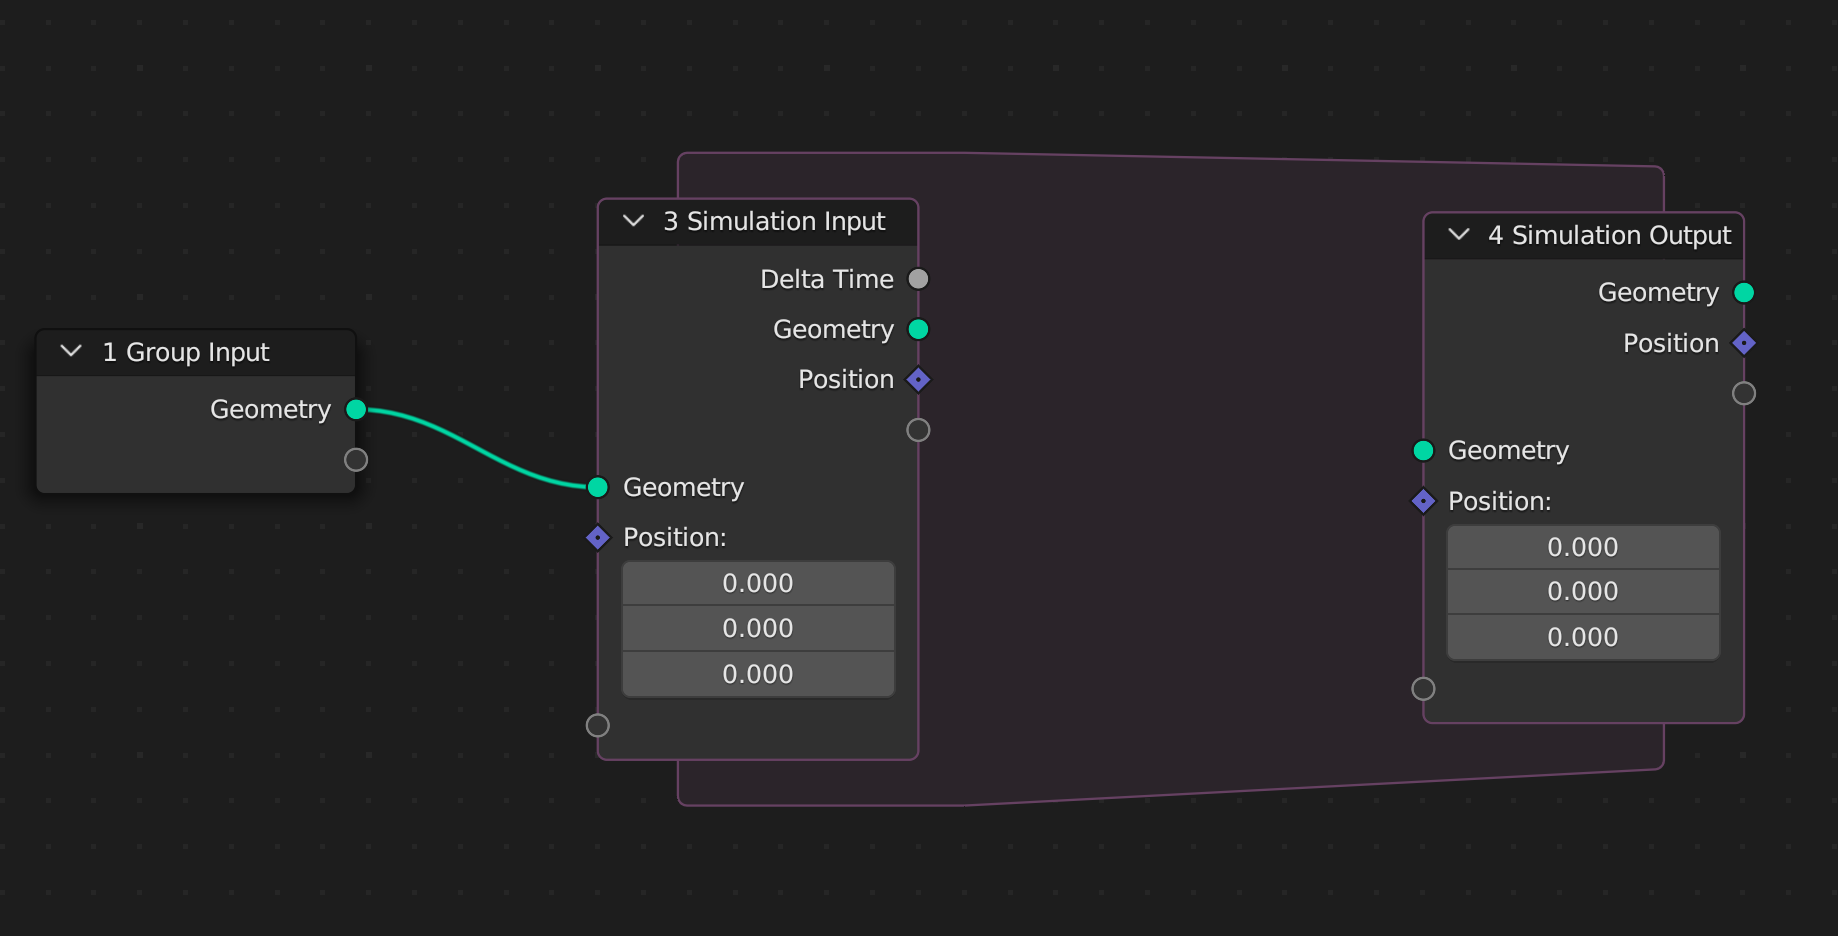 1 Group Input
Geometry
3 Simulation Input
Delta Time
Geometry
Position
Geometry
Position:
0.000
0.000
0.000
4 Simulation Output
Geometry
Position
Geometry
Position:
0.000
0.000
0.000